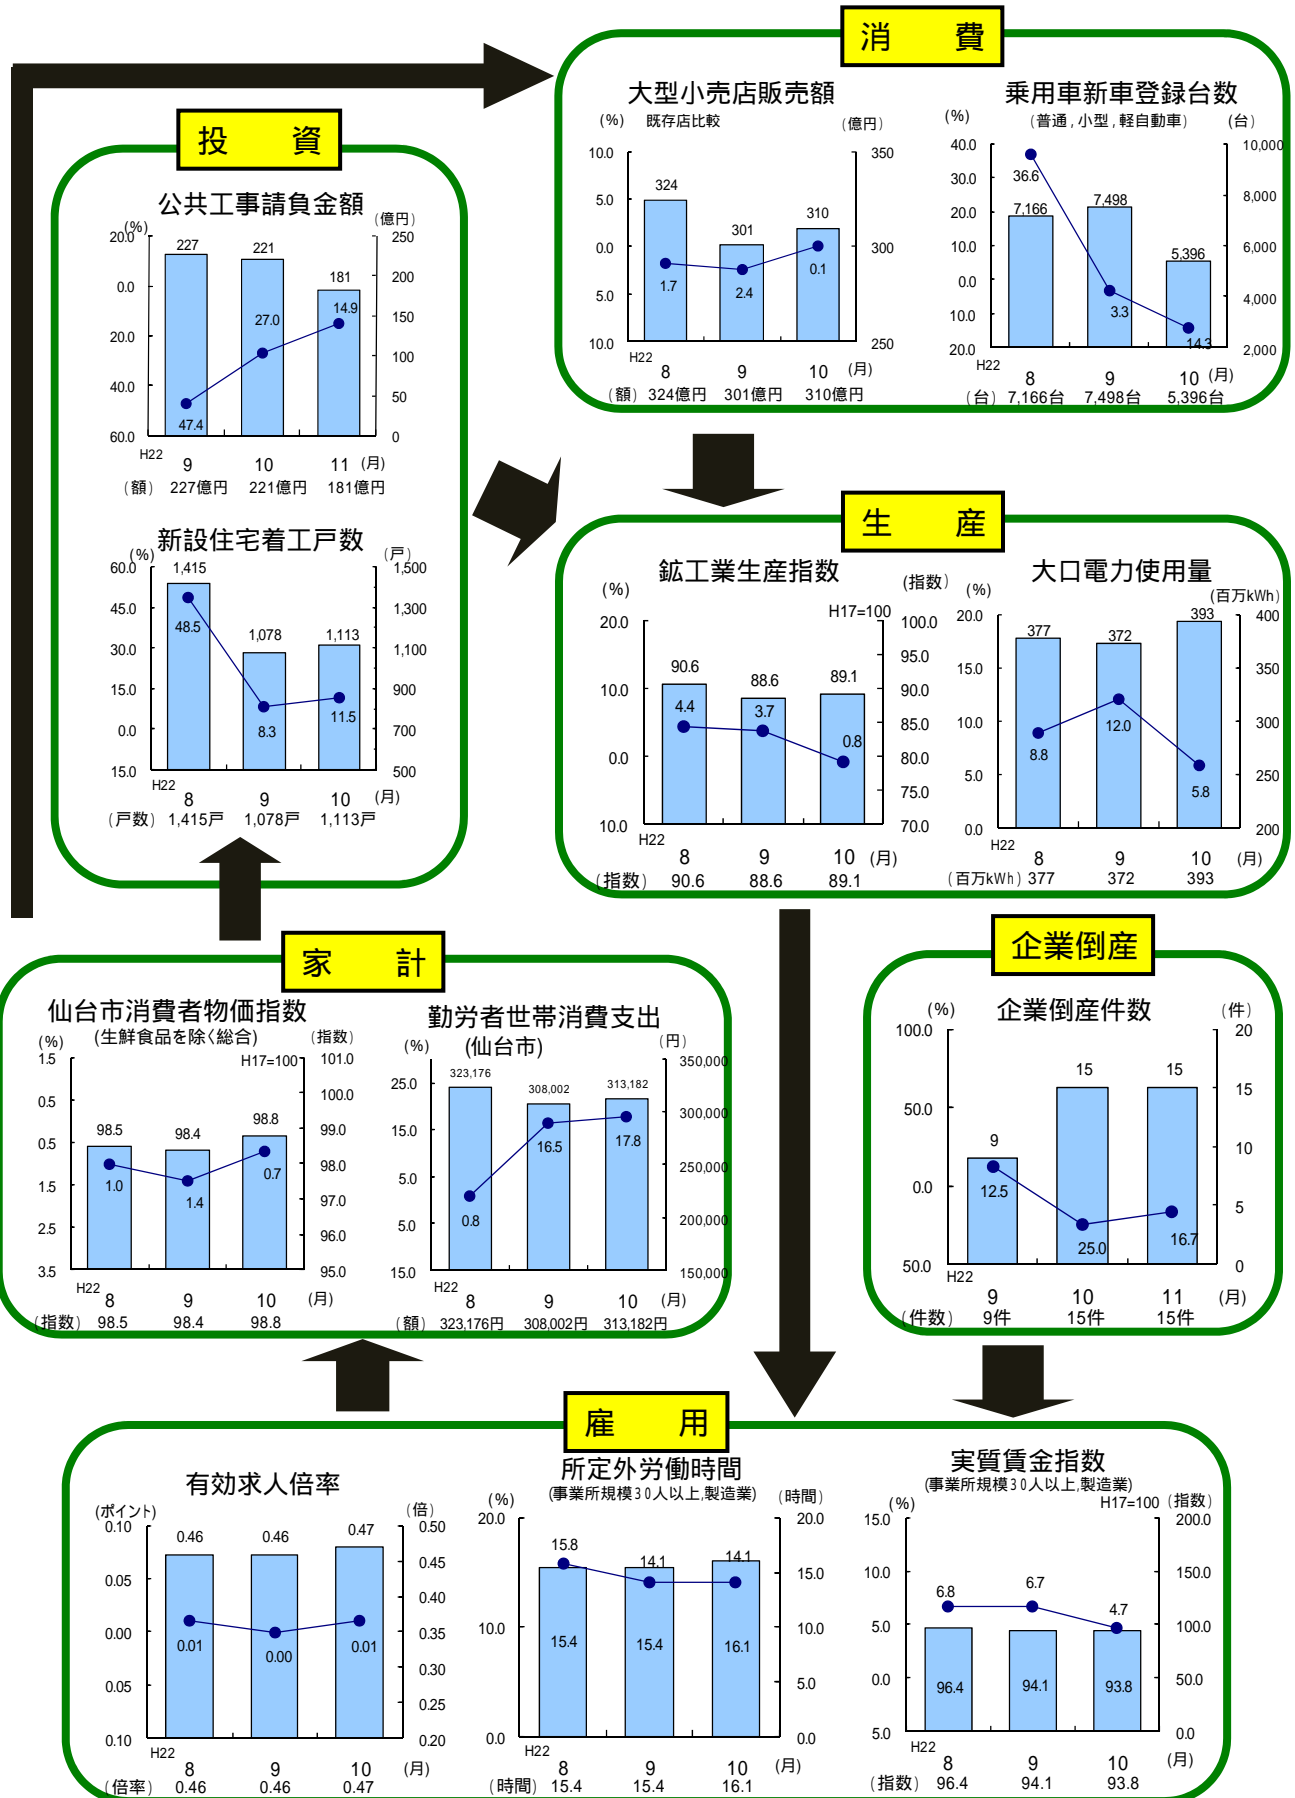 消　費
大型小売店販売額
(%) 既存店比較 (億円)
10.0 350
324
5.0
301
310
0.0 300
1.7
2.4
0.1
5.0
10.0 250
H22
8 9 10 (月)
(額) 324億円 301億円 310億円
乗用車新車登録台数
(%) (普通,小型,軽自動車) (台)
40.0 10,000
36.6
30.0 8,000
7,166
7,498
20.0
10.0 6,000
5,396
0.0 4,000
3.3
10.0
14.3
20.0 2,000
H22
8 9 10 (月)
(台) 7,166台 7,498台 5,396台
投　資
公共工事請負金額
(%) (億円)
20.0 250
227 221 181
0.0 200
20.0 150
27.0 14.9
100
40.0 50
47.4
60.0 0
H22
9 10 11 (月)
(額) 227億円 221億円 181億円
新設住宅着工戸数
(%) (戸)
60.0 1,500
1,415
45.0 1,300
48.5
1,078 1,113
30.0 1,100
15.0 900
8.3 11.5
0.0 700
15.0 500
H22
8 9 10 (月)
(戸数) 1,415戸 1,078戸 1,113戸
生　産
鉱工業生産指数
(%) (指数)
H17=100
20.0 100.0
95.0
90.6 88.6 89.1
10.0 90.0
4.4 3.7 0.8
85.0
0.0 80.0
75.0
10.0 70.0
H22
8 9 10 (月)
(指数) 90.6 88.6 89.1
大口電力使用量
(%) (百万kWh)
20.0 400
377 372 393
15.0 350
10.0 300
8.8 12.0 5.8
5.0 250
0.0 200
H22
8 9 10 (月)
(百万kWh) 377 372 393
家　計
仙台市消費者物価指数
(%) (生鮮食品を除く総合) (指数)
H17=100
1.5 101.0
0.5 100.0
98.5 98.4 98.8
0.5 99.0
1.0 1.4 0.7
98.0
1.5 97.0
2.5 96.0
3.5 95.0
H22
8 9 10 (月)
(指数) 98.5 98.4 98.8
勤労者世帯消費支出
(%) (仙台市) (円)
350,000
323,176 308,002 313,182
25.0
300,000
15.0
16.5 17.8
250,000
5.0
0.8
5.0 200,000
15.0 150,000
H22
8 9 10 (月)
(額) 323,176円 308,002円 313,182円
企業倒産
企業倒産件数
(%) (件)
100.0 20
15 15
50.0 15
9
10
12.5
0.0
5
25.0 16.7
50.0 0
H22
9 10 11 (月)
(件数) 9件 15件 15件
雇　用
有効求人倍率
(ポイント) (倍)
0.10 0.50
0.46 0.46 0.47
0.45
0.05
0.40
0.00 0.35
0.01 0.00 0.01
0.30
0.05
0.25
0.10 0.20
H22
8 9 10 (月)
(倍率) 0.46 0.46 0.47
所定外労働時間
(%) (事業所規模30人以上,製造業) (時間)
20.0 20.0
15.8 14.1 14.1
15.0
10.0 10.0
15.4 15.4 16.1
5.0
0.0 0.0
H22
8 9 10 (月)
(時間) 15.4 15.4 16.1
実質賃金指数
(事業所規模30人以上,製造業)
(%) H17=100 (指数)
15.0 200.0
10.0 150.0
6.8 6.7 4.7
5.0 100.0
0.0 50.0
96.4 94.1 93.8
5.0 0.0
H22
8 9 10 (月)
(指数) 96.4 94.1 93.8